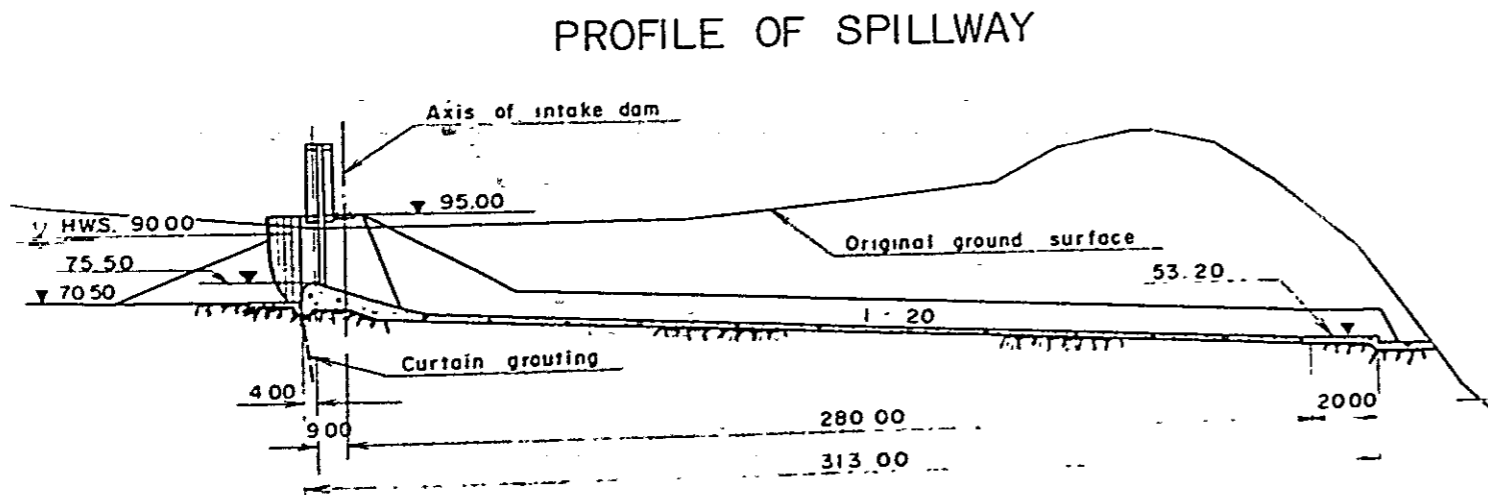 PROFILE OF SPILLWAY
Axis of intake dam
95.00
HWS. 90 00
Original ground surface
75.50
53.20
70 50
1 20
Curtain grouting
4 00
20 00
9 00
280 00
313 00